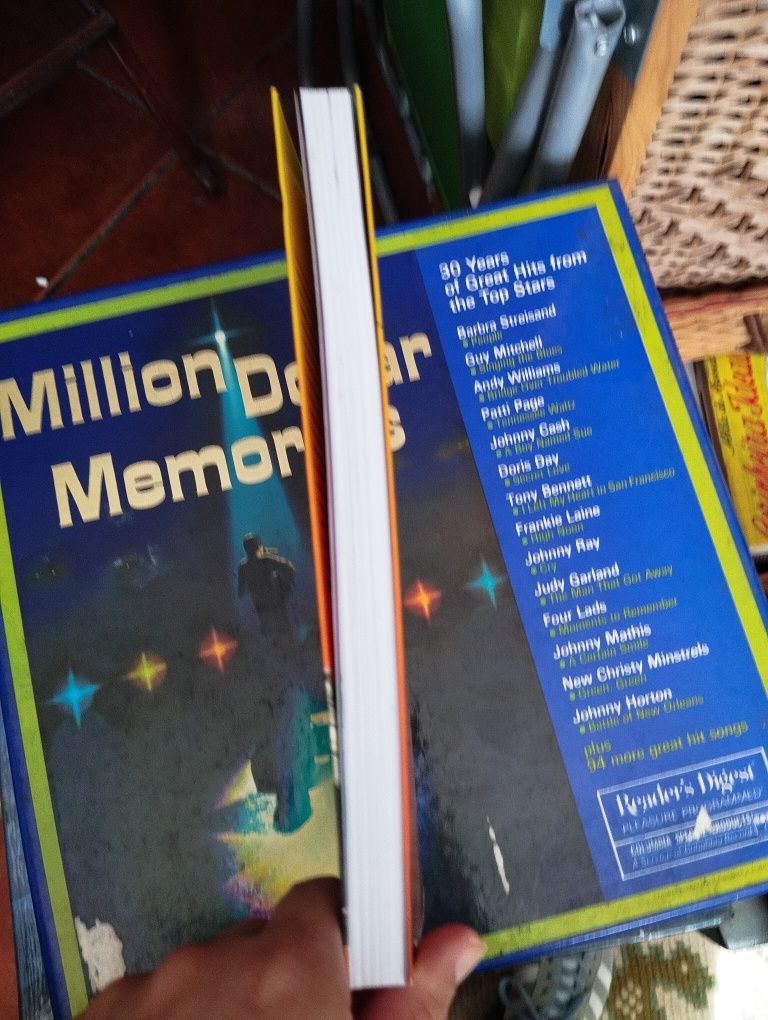 Million
Memor
30 Years
of Great Hits from
the Top Stars
Barbra Streisand
People
Guy Mitchell
Singing the Blues
Andy Williams
Bridge Over Troubled Water
Patti Page
Tennessee Waltz
Johnny Cash
A Boy Named Sue
Doris Day
Secret Love
Tony Bennett
I Left My Heart in San Francisco
Frankie Laine
High Noon
Johnny Ray
Cry
Judy Garland
The Man That Got Away
Four Lads
Moments to Remember
Johnny Mathis
A Certain Smile
New Christy Minstrels
Green, Green
Johnny Horton
Battle of New Orleans
plus
94 more great hit songs
Reader's Digest
PLEASURE PROGRAMMED
COLUMBIA